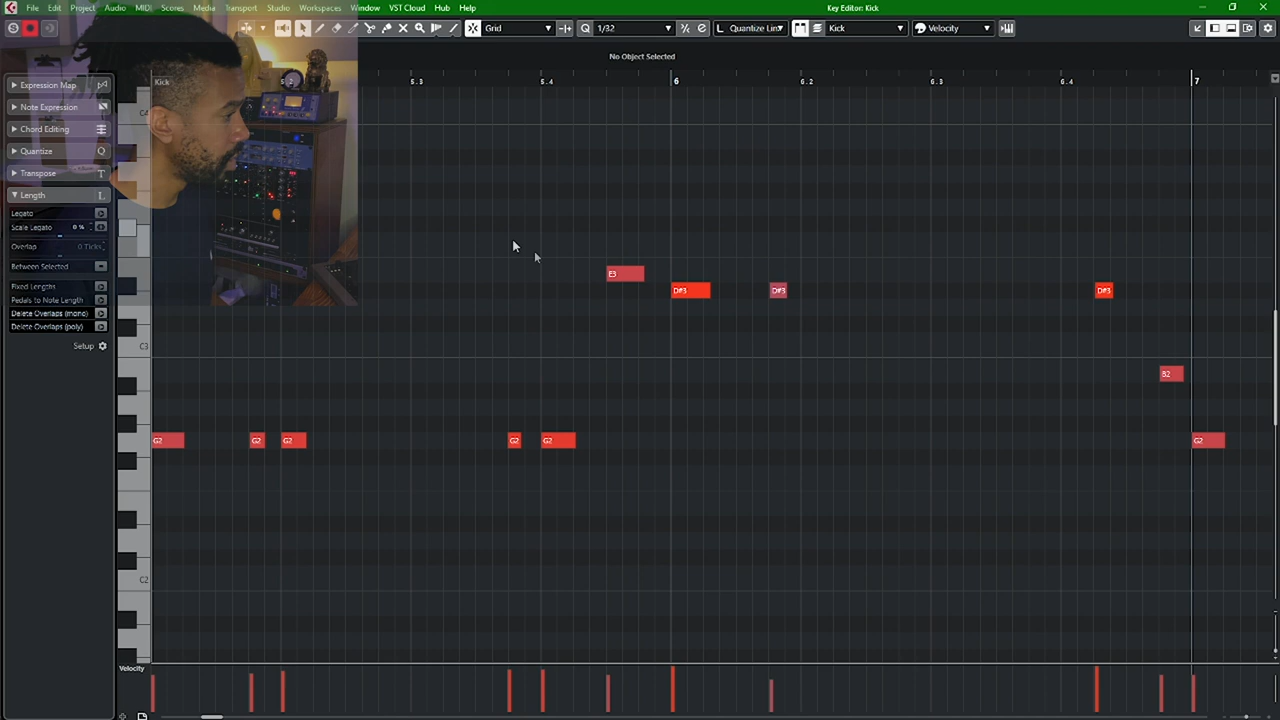 File Edit Project Audio MIDI Scores Media Transport Studio Workspaces Window VST Cloud Hub Help Key Editor: Kick
Grid 1/32 L Quantize Lin Kick Velocity
No Object Selected
Kick 5.2 5.3 5.4 6 6.2 6.3 6.4 7
Expression Map
Note Expression
Chord Editing
Quantize Q
Transpose T
Length L
Legato
Scale Legato 0 %
Overlap 0 Ticks
Between Selected
Fixed Lengths
Pedals to Note Length
Delete Overlaps (mono)
Delete Overlaps (poly)
Setup
C4
E3
D#3 D#3 D#3
C3
B2
G2 G2 G2 G2 G2 G2
C2
Velocity